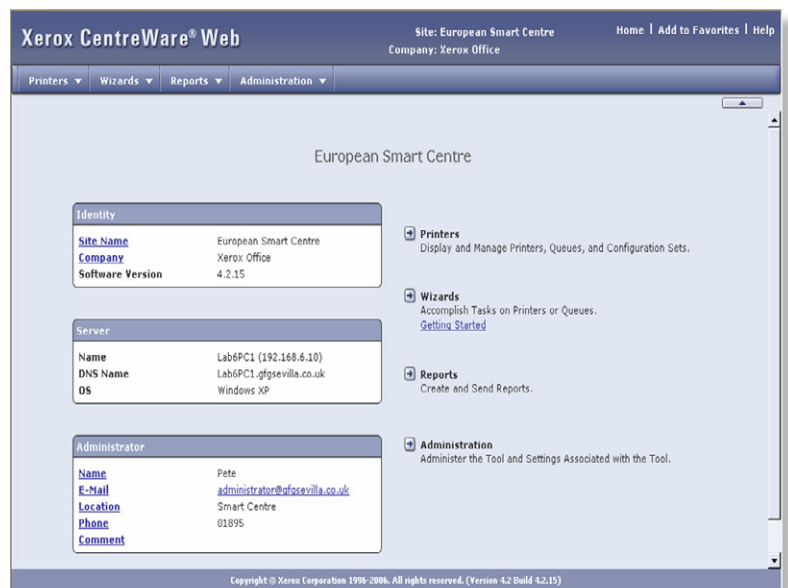 Xerox CentreWare® Web
Site: European Smart Centre
Company: Xerox Office
Home | Add to Favorites | Help
Printers Wizards Reports Administration
European Smart Centre
Identity
Site Name European Smart Centre
Company Xerox Office
Software Version 4.2.15
Server
Name Lab6PC1 (192.168.6.10)
DNS Name Lab6PC1.gfgsevilla.co.uk
OS Windows XP
Administrator
Name Pete
E-Mail administrator@gfgsevilla.co.uk
Location Smart Centre
Phone 01895
Comment
Printers
Display and Manage Printers, Queues, and Configuration Sets.
Wizards
Accomplish Tasks on Printers or Queues.
Getting Started
Reports
Create and Send Reports.
Administration
Administer the Tool and Settings Associated with the Tool.
Copyright © Xerox Corporation 1996-2006. All rights reserved. (Version 4.2 Build 4.2.15)